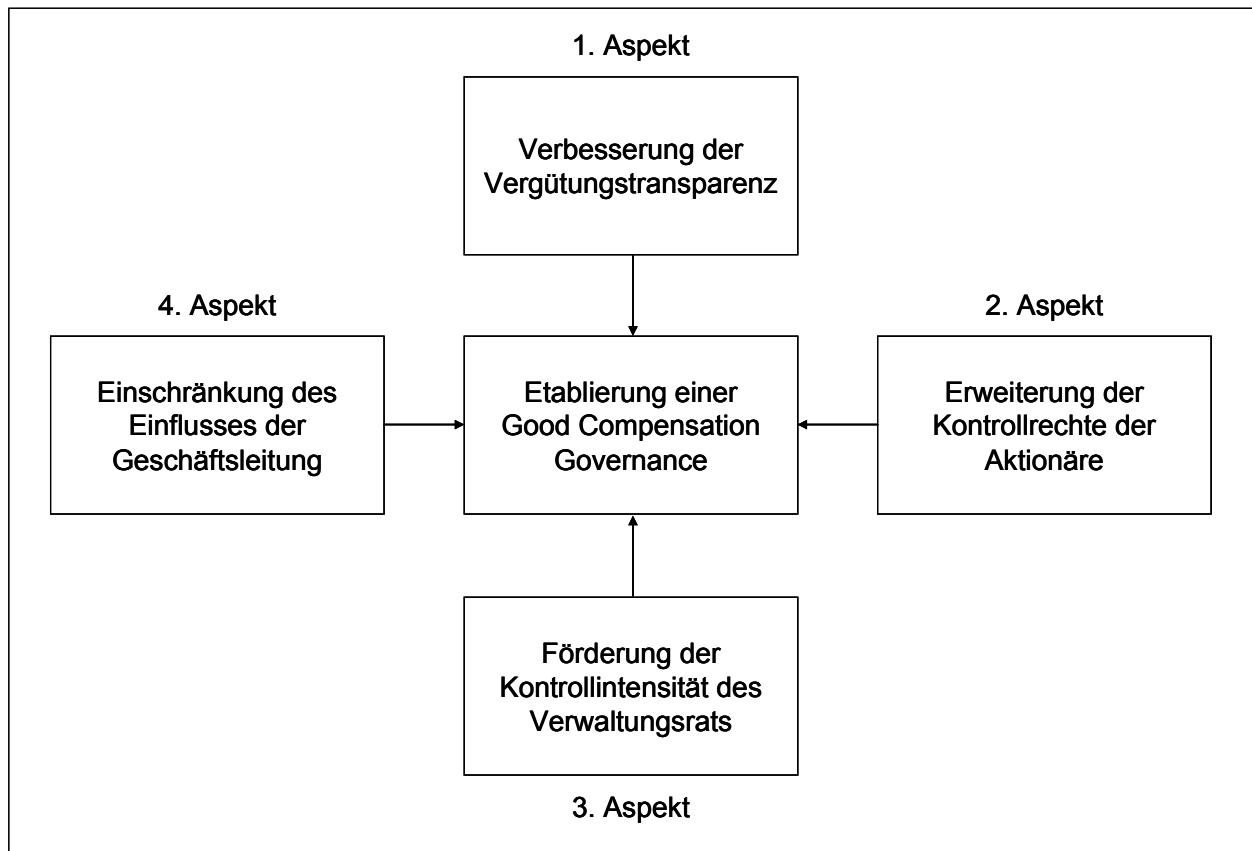 1. Aspekt
Verbesserung der
Vergütungstransparenz
4. Aspekt
Einschränkung des
Einflusses der
Geschäftsleitung
Etablierung einer
Good Compensation
Governance
2. Aspekt
Erweiterung der
Kontrollrechte der
Aktionäre
Förderung der
Kontrollintensität des
Verwaltungsrats
3. Aspekt